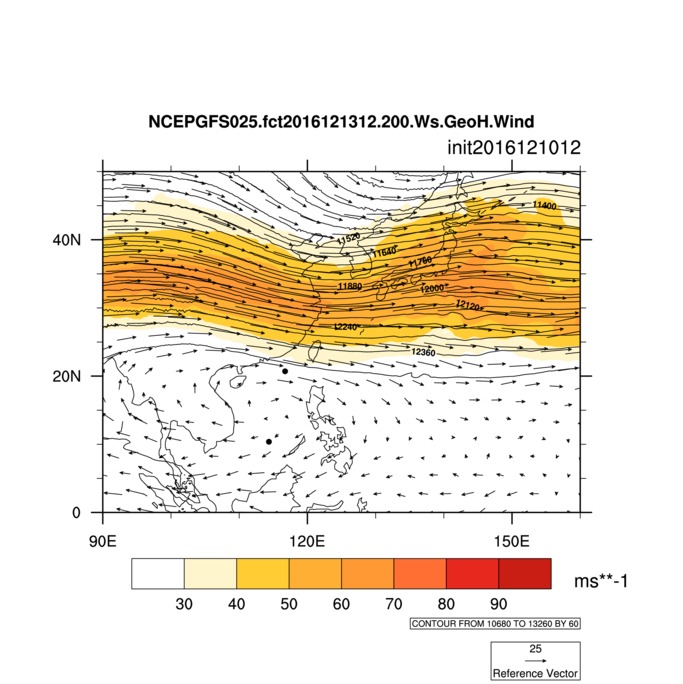 NCEPGFS025.fct2016121312.200.Ws.GeoH.Wind
init2016121012
11400
11520
11640
11760
11880
12000
12120
12240
12360
40N
20N
0
90E 120E 150E
30 40 50 60 70 80 90
ms**-1
CONTOUR FROM 10680 TO 13260 BY 60
25
Reference Vector